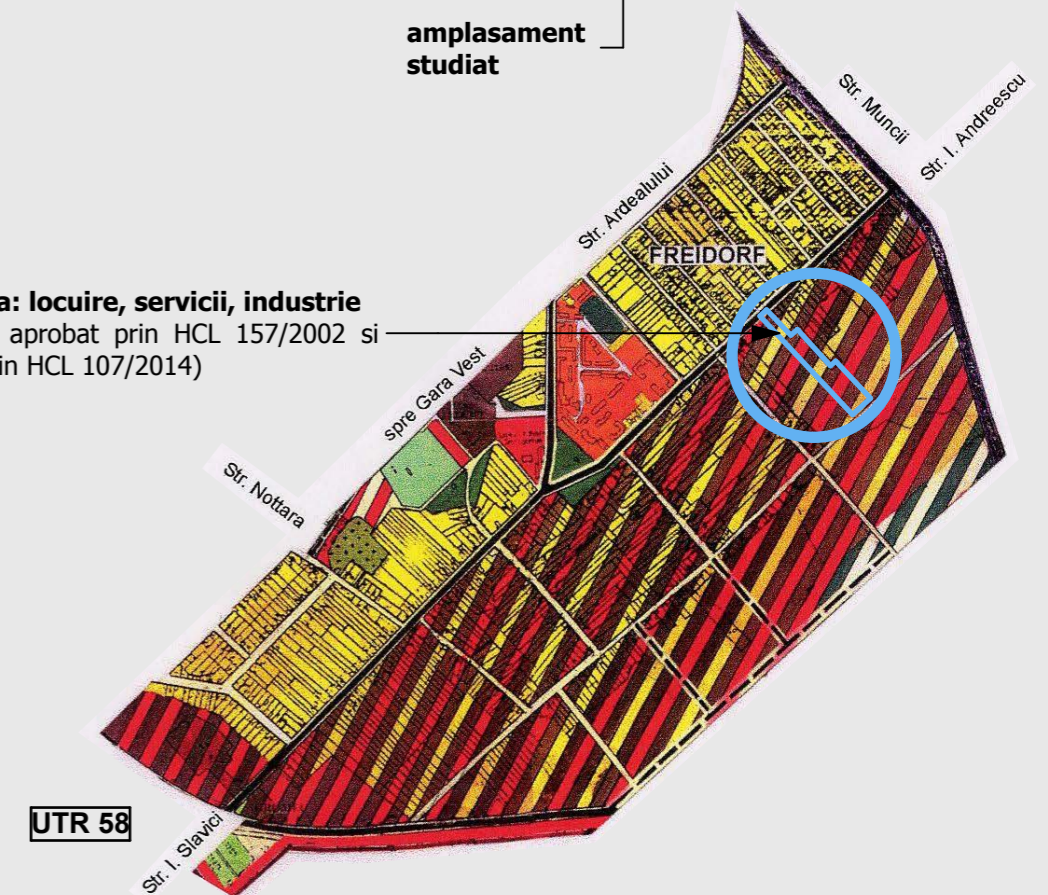 amplasament
studiat
Str. Muncii
Str. I. Andreescu
Str. Ardealului
FREIDORF
a: locuire, servicii, industrie
aprobat prin HCL 157/2002 si
in HCL 107/2014)
spre Gara Vest
Str. Nottara
UTR 58
Str. I. Slavici